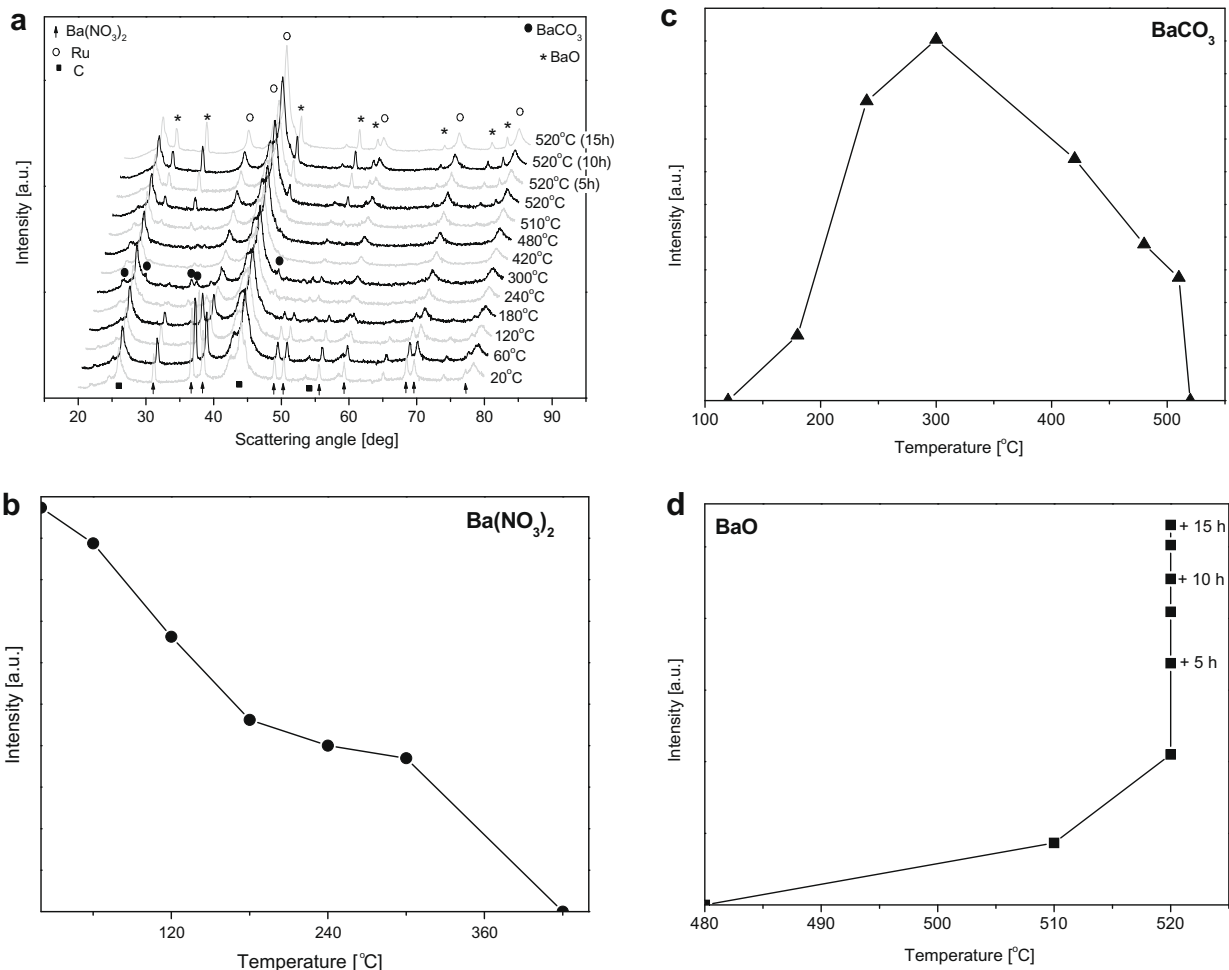 a
↑ Ba(NO₃)₂
○ Ru
■ C
● BaCO₃
* BaO
520°C (15h)
520°C (10h)
520°C (5h)
520°C
510°C
480°C
420°C
300°C
240°C
180°C
120°C
60°C
20°C
Intensity [a.u.]
20 30 40 50 60 70 80 90
Scattering angle [deg]
c
BaCO₃
Intensity [a.u.]
100 200 300 400 500
Temperature [°C]
b
Ba(NO₃)₂
Intensity [a.u.]
120 240 360
Temperature [°C]
d
BaO
+ 15 h
+ 10 h
+ 5 h
Intensity [a.u.]
480 490 500 510 520
Temperature [°C]